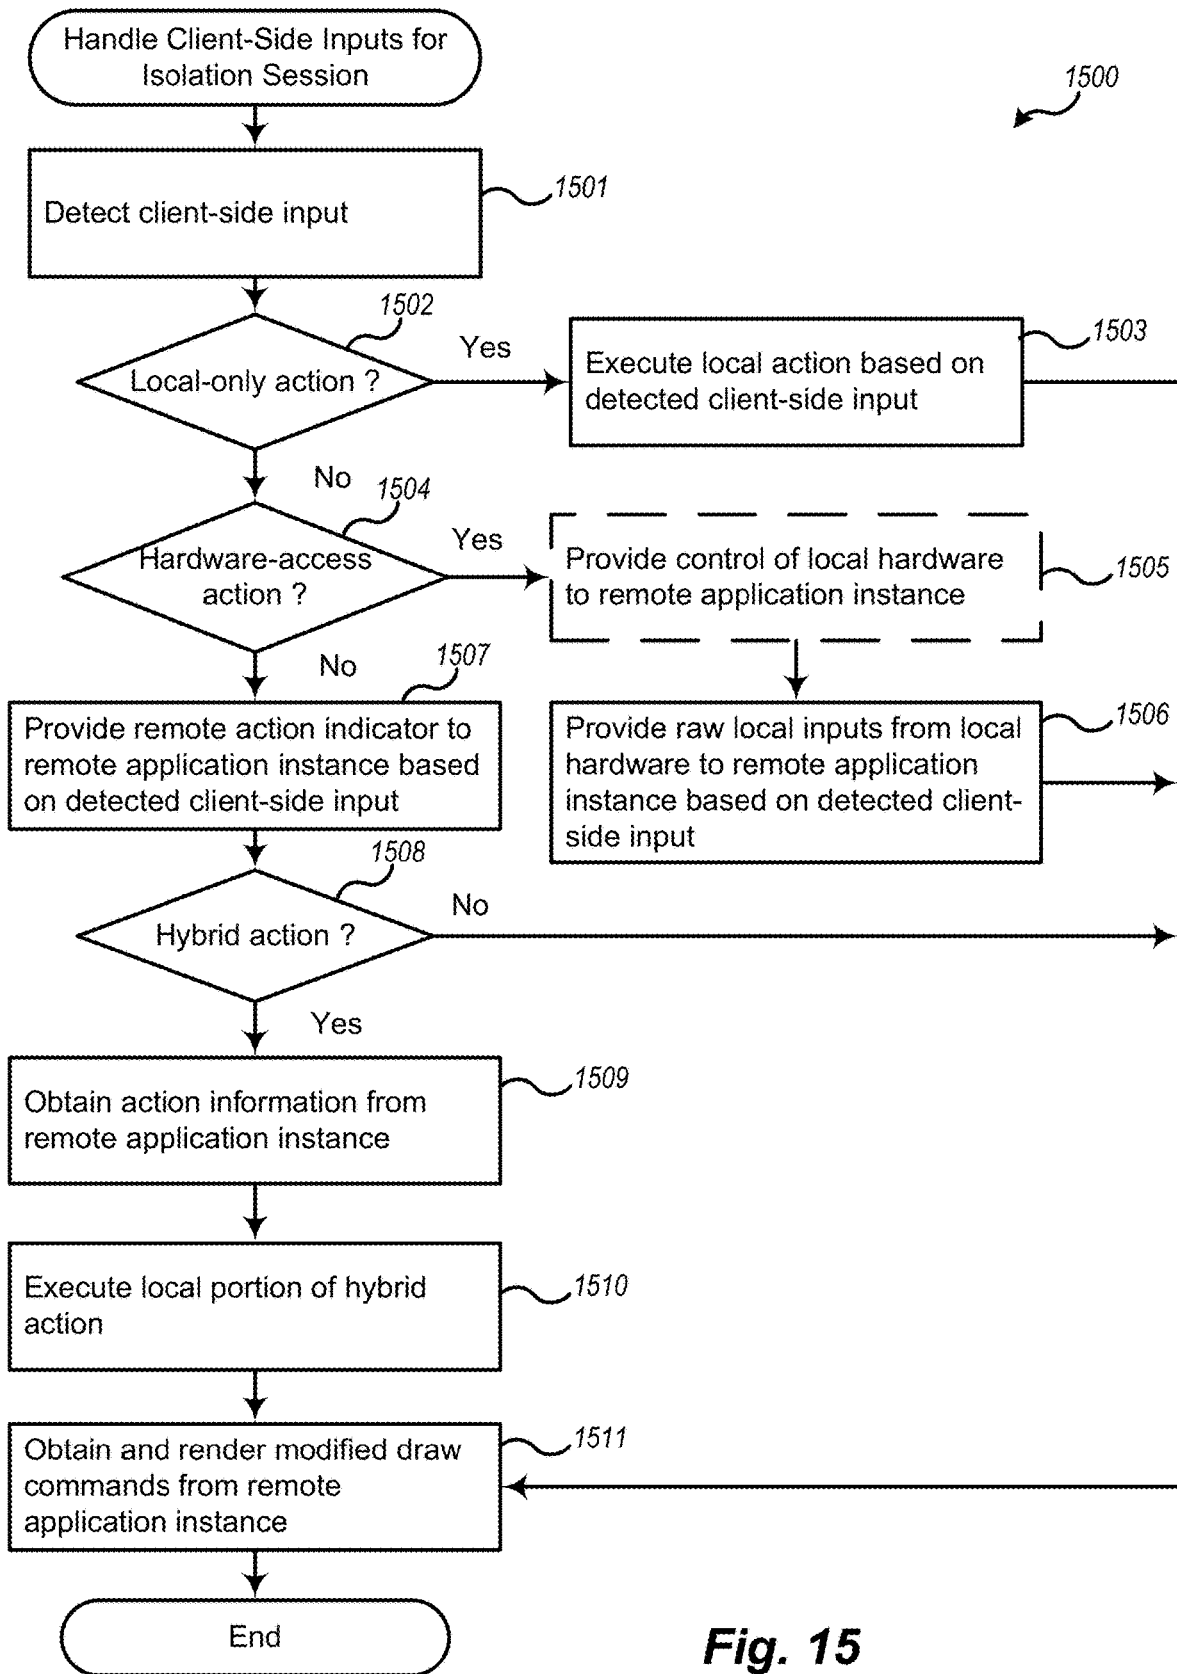 Handle Client-Side Inputs for
Isolation Session
1500
1501
Detect client-side input
1502
Local-only action ?
Yes
1503
Execute local action based on
detected client-side input
No
1504
Hardware-access
action ?
Yes
Provide control of local hardware
to remote application instance
1505
No
1507
Provide remote action indicator to
remote application instance based
on detected client-side input
Provide raw local inputs from local
hardware to remote application
instance based on detected client-
side input
1506
1508
Hybrid action ?
No
Yes
1509
Obtain action information from
remote application instance
1510
Execute local portion of hybrid
action
1511
Obtain and render modified draw
commands from remote
application instance
End
Fig. 15